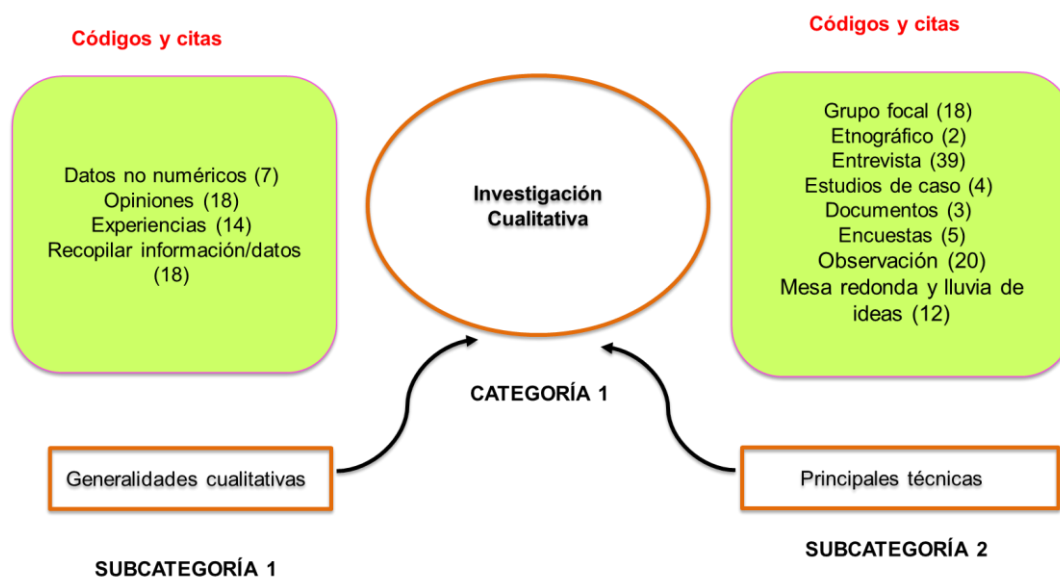 Códigos y citas
Datos no numéricos (7)
Opiniones (18)
Experiencias (14)
Recopilar información/datos
(18)
Generalidades cualitativas
SUBCATEGORÍA 1
Investigación
Cualitativa
CATEGORÍA 1
Códigos y citas
Grupo focal (18)
Etnográfico (2)
Entrevista (39)
Estudios de caso (4)
Documentos (3)
Encuestas (5)
Observación (20)
Mesa redonda y lluvia de
ideas (12)
Principales técnicas
SUBCATEGORÍA 2